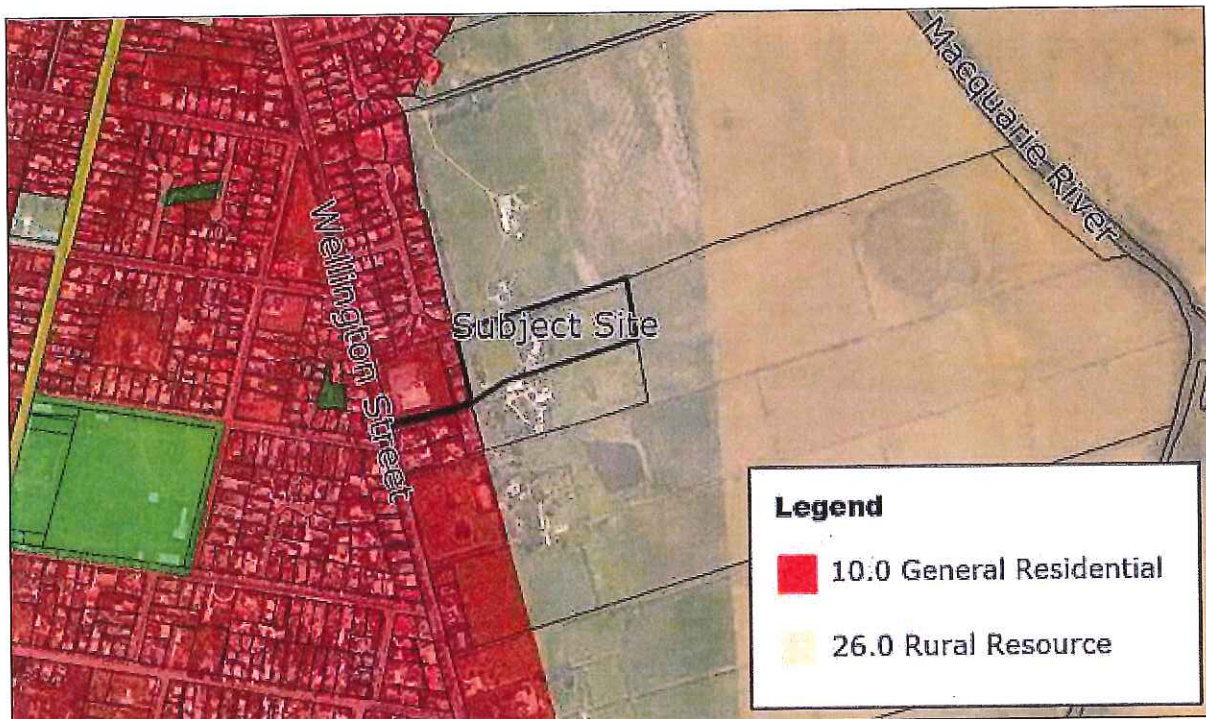 Macquarie River
Wellington Street
Subject Site
Legend
10.0 General Residential
26.0 Rural Resource